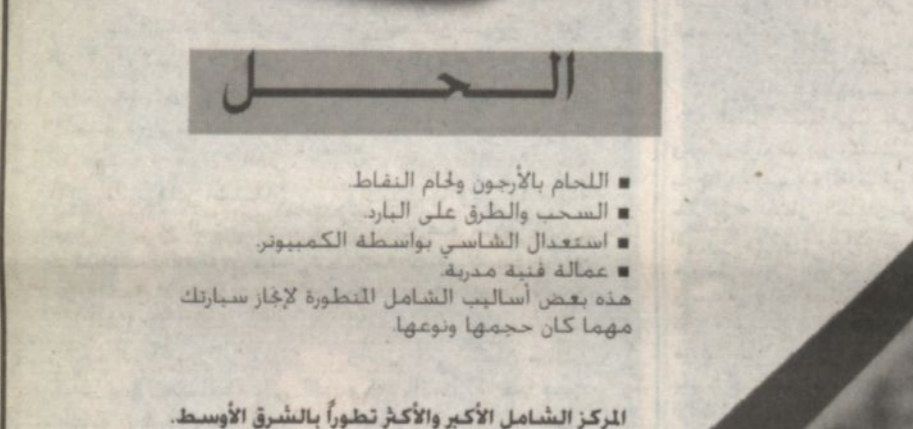 الحل
■ اللحام بالأرجون ولحام النقاط.
■ السحب والطرق على البارد.
■ استعدال الشاسي بواسطة الكمبيوتر.
■ عمالة فنية مدربة.
هذه بعض أساليب الشامل المتطورة لإنجاز سيارتك
مهما كان حجمها ونوعها.
المركز الشامل الأكبر والأكثر تطوراً بالشرق الأوسط.